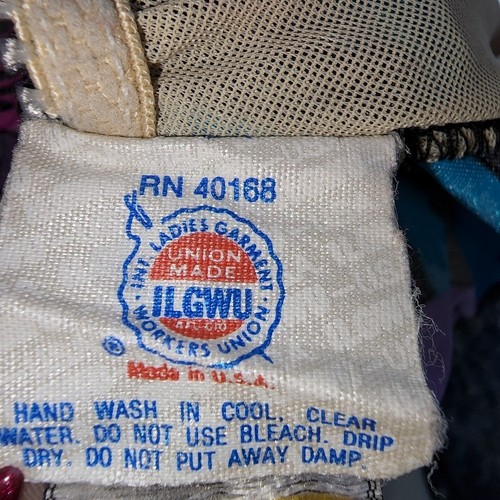 RN 40168
INT. LADIES GARMENT
UNION
MADE
ILGWU
AFL-CIO
WORKERS UNION
®
Made in U.S.A.
HAND WASH IN COOL, CLEAR
WATER. DO NOT USE BLEACH. DRIP
DRY. DO NOT PUT AWAY DAMP.